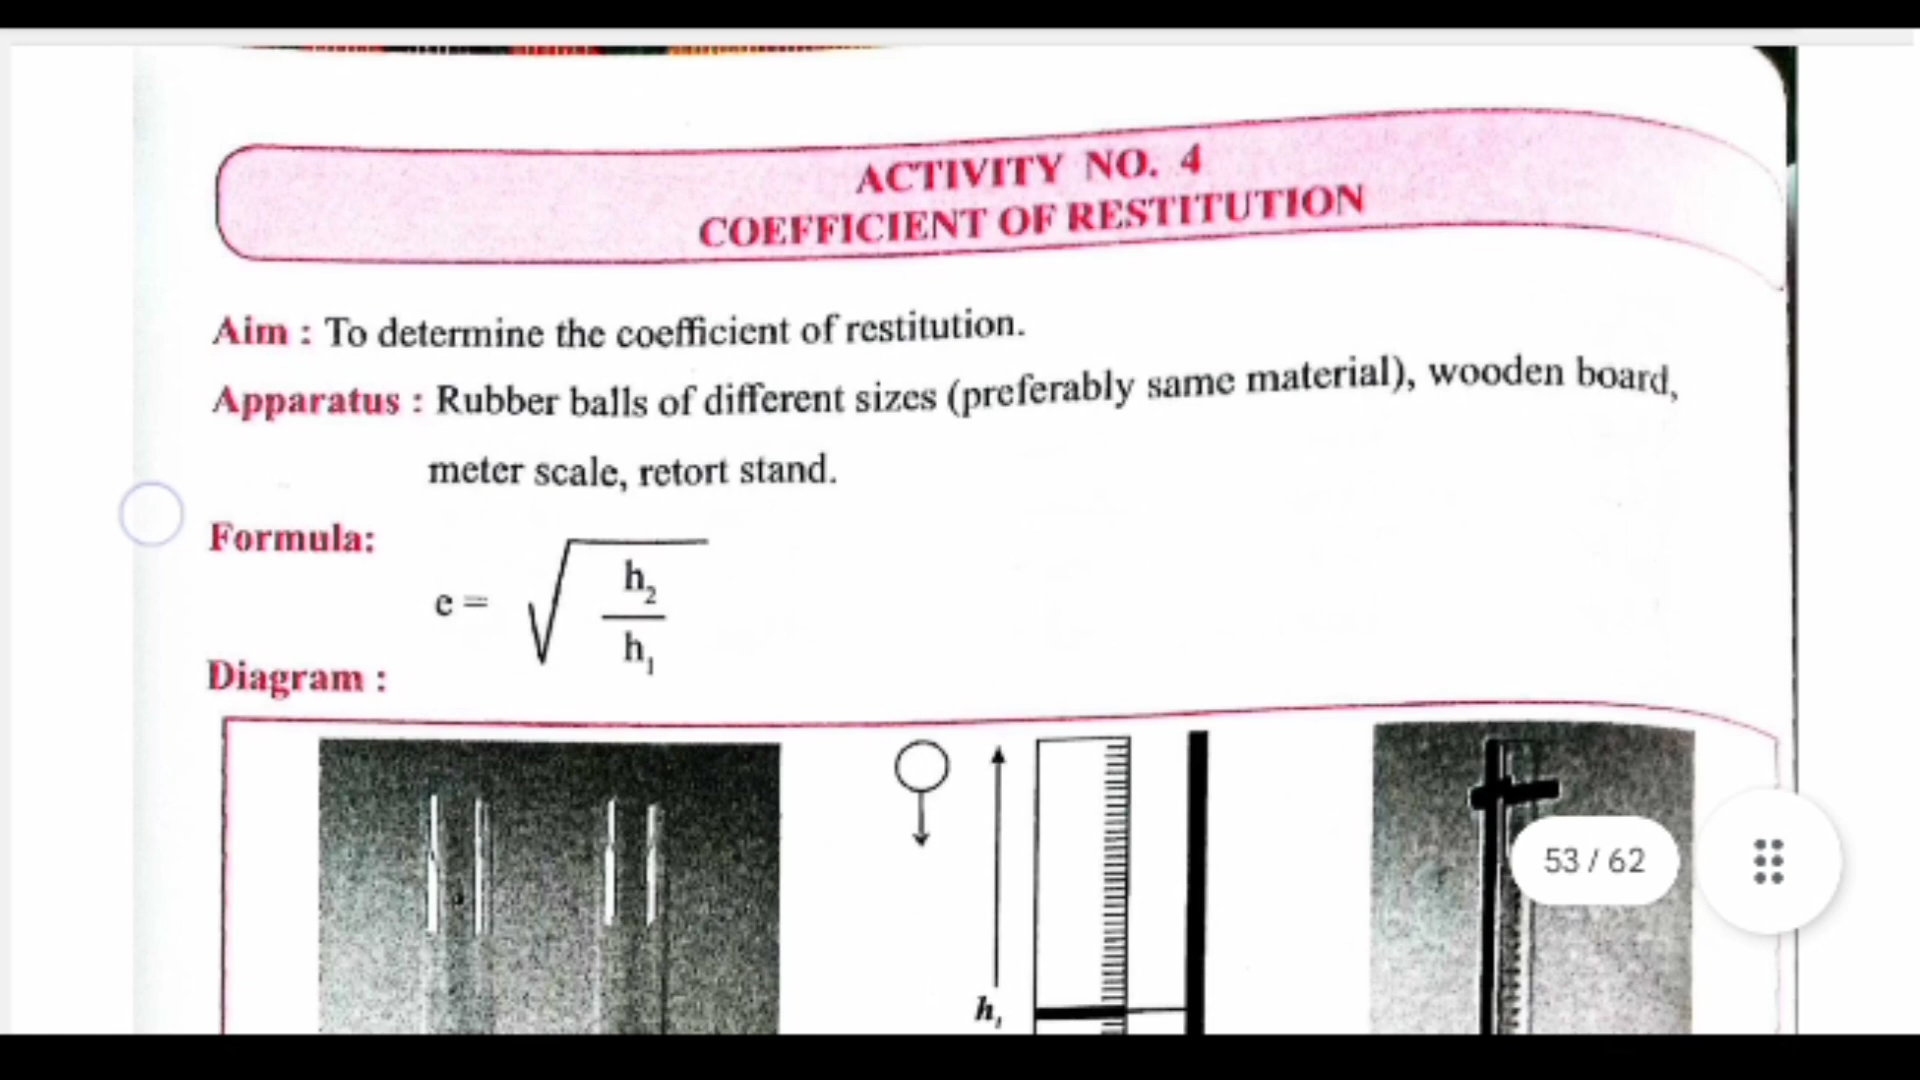 ACTIVITY NO. 4
COEFFICIENT OF RESTITUTION
Aim : To determine the coefficient of restitution.
Apparatus : Rubber balls of different sizes (preferably same material), wooden board,
meter scale, retort stand.
Formula:
e = √ h₂ / h₁
Diagram :
h₁
53 / 62